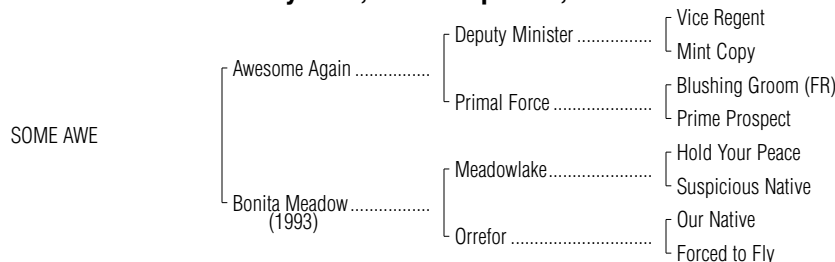 Vice Regent
Deputy Minister ................
Mint Copy
Awesome Again ................
Blushing Groom (FR)
Primal Force .....................
Prime Prospect
SOME AWE
Hold Your Peace
Meadowlake......................
Suspicious Native
Bonita Meadow .................
(1993)
Our Native
Orrefor ..............................
Forced to Fly